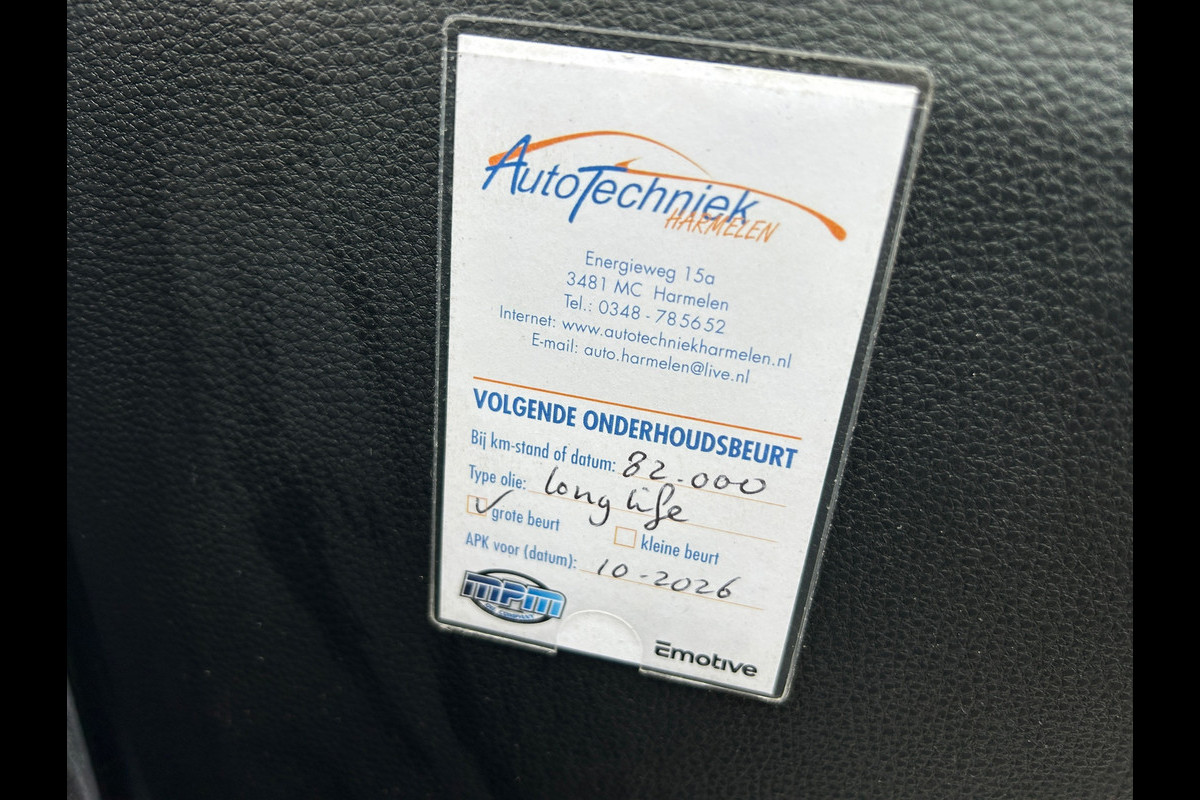 AutoTechniek
HARMELEN
Energieweg 15a
3481 MC Harmelen
Tel.: 0348 - 785652
Internet: www.autotechniekharmelen.nl
E-mail: auto.harmelen@live.nl
VOLGENDE ONDERHOUDSBEURT
Bij km-stand of datum: 82.000
Type olie: long life
grote beurt kleine beurt
APK voor (datum): 10-2026
MPM
OIL COMPANY
Emotive